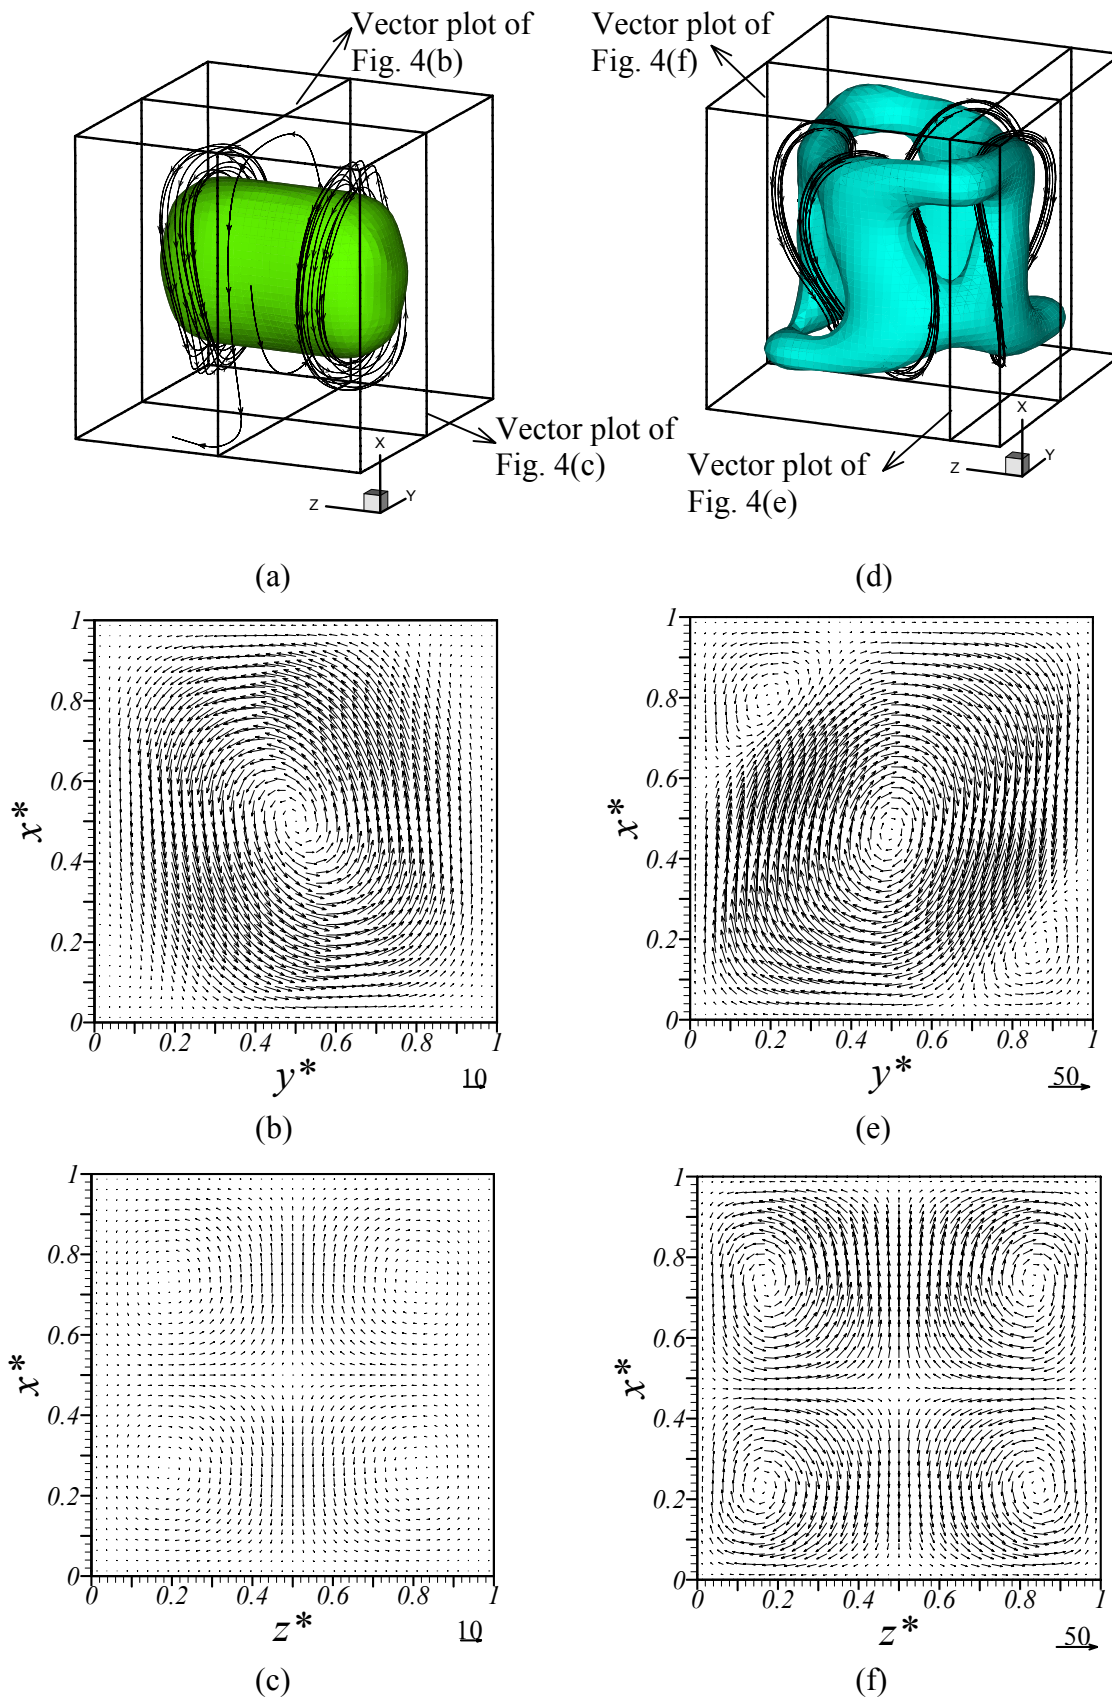 Vector plot of
Fig. 4(b)
Vector plot of
Fig. 4(c)
X
Y
Z
(a)
Vector plot of
Fig. 4(f)
Vector plot of
Fig. 4(e)
X
Y
Z
(d)
1
0.8
0.6
0.4
0.2
0
x*
0 0.2 0.4 0.6 0.8 1
y*
10
(b)
1
0.8
0.6
0.4
0.2
0
x*
0 0.2 0.4 0.6 0.8 1
y*
50
(e)
1
0.8
0.6
0.4
0.2
0
x*
0 0.2 0.4 0.6 0.8 1
z*
10
(c)
1
0.8
0.6
0.4
0.2
0
x*
0 0.2 0.4 0.6 0.8 1
z*
50
(f)